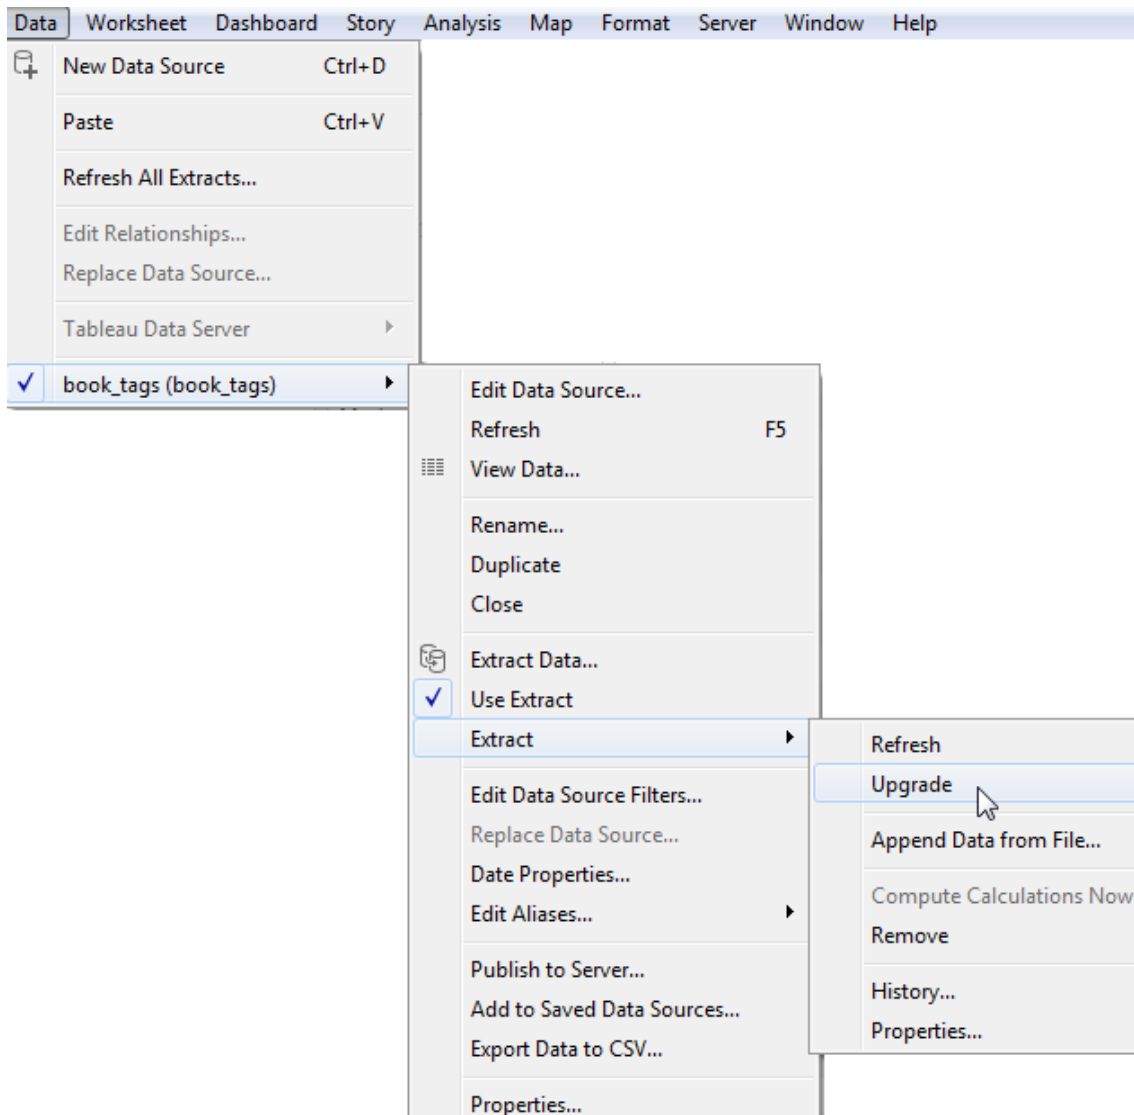 Data Worksheet Dashboard Story Analysis Map Format Server Window Help
New Data Source Ctrl+D
Paste Ctrl+V
Refresh All Extracts...
Edit Relationships...
Replace Data Source...
Tableau Data Server
book_tags (book_tags)
Edit Data Source...
Refresh F5
View Data...
Rename...
Duplicate
Close
Extract Data...
Use Extract
Extract
Edit Data Source Filters...
Replace Data Source...
Date Properties...
Edit Aliases...
Publish to Server...
Add to Saved Data Sources...
Export Data to CSV...
Properties...
Refresh
Upgrade
Append Data from File...
Compute Calculations Now
Remove
History...
Properties...